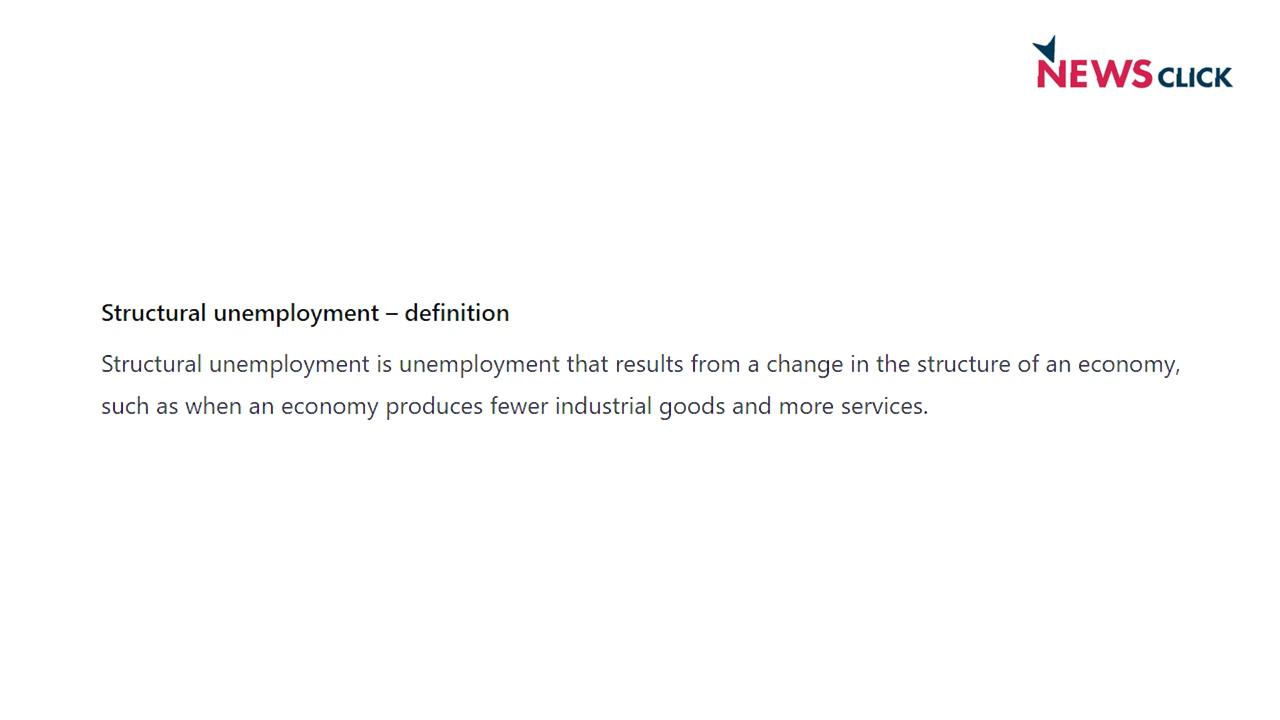 NEWSCLICK
Structural unemployment – definition
Structural unemployment is unemployment that results from a change in the structure of an economy,
such as when an economy produces fewer industrial goods and more services.